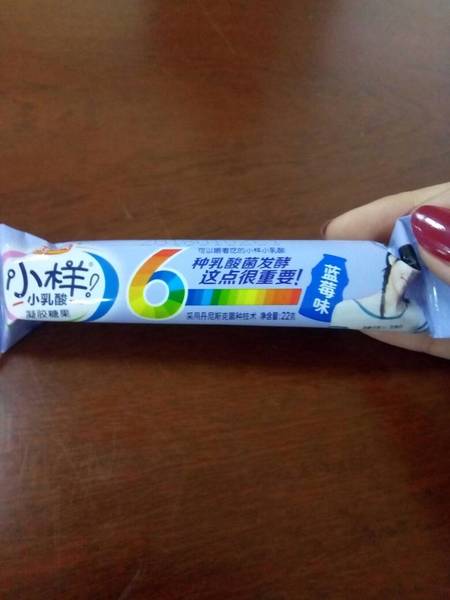 小样®
小乳酸
凝胶糖果
可以嚼着吃的小样小乳酸
6种乳酸菌发酵
这点很重要!
采用丹尼斯克菌种技术 净含量:22克
蓝莓味